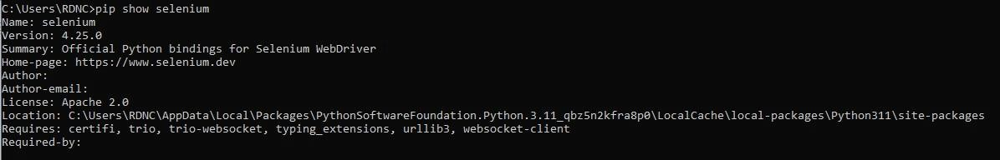 C:\Users\RDNC>pip show selenium
Name: selenium
Version: 4.25.0
Summary: Official Python bindings for Selenium WebDriver
Home-page: https://www.selenium.dev
Author:
Author-email:
License: Apache 2.0
Location: C:\Users\RDNC\AppData\Local\Packages\PythonSoftwareFoundation.Python.3.11_qbz5n2kfra8p0\LocalCache\local-packages\Python311\site-packages
Requires: certifi, trio, trio-websocket, typing_extensions, urllib3, websocket-client
Required-by: